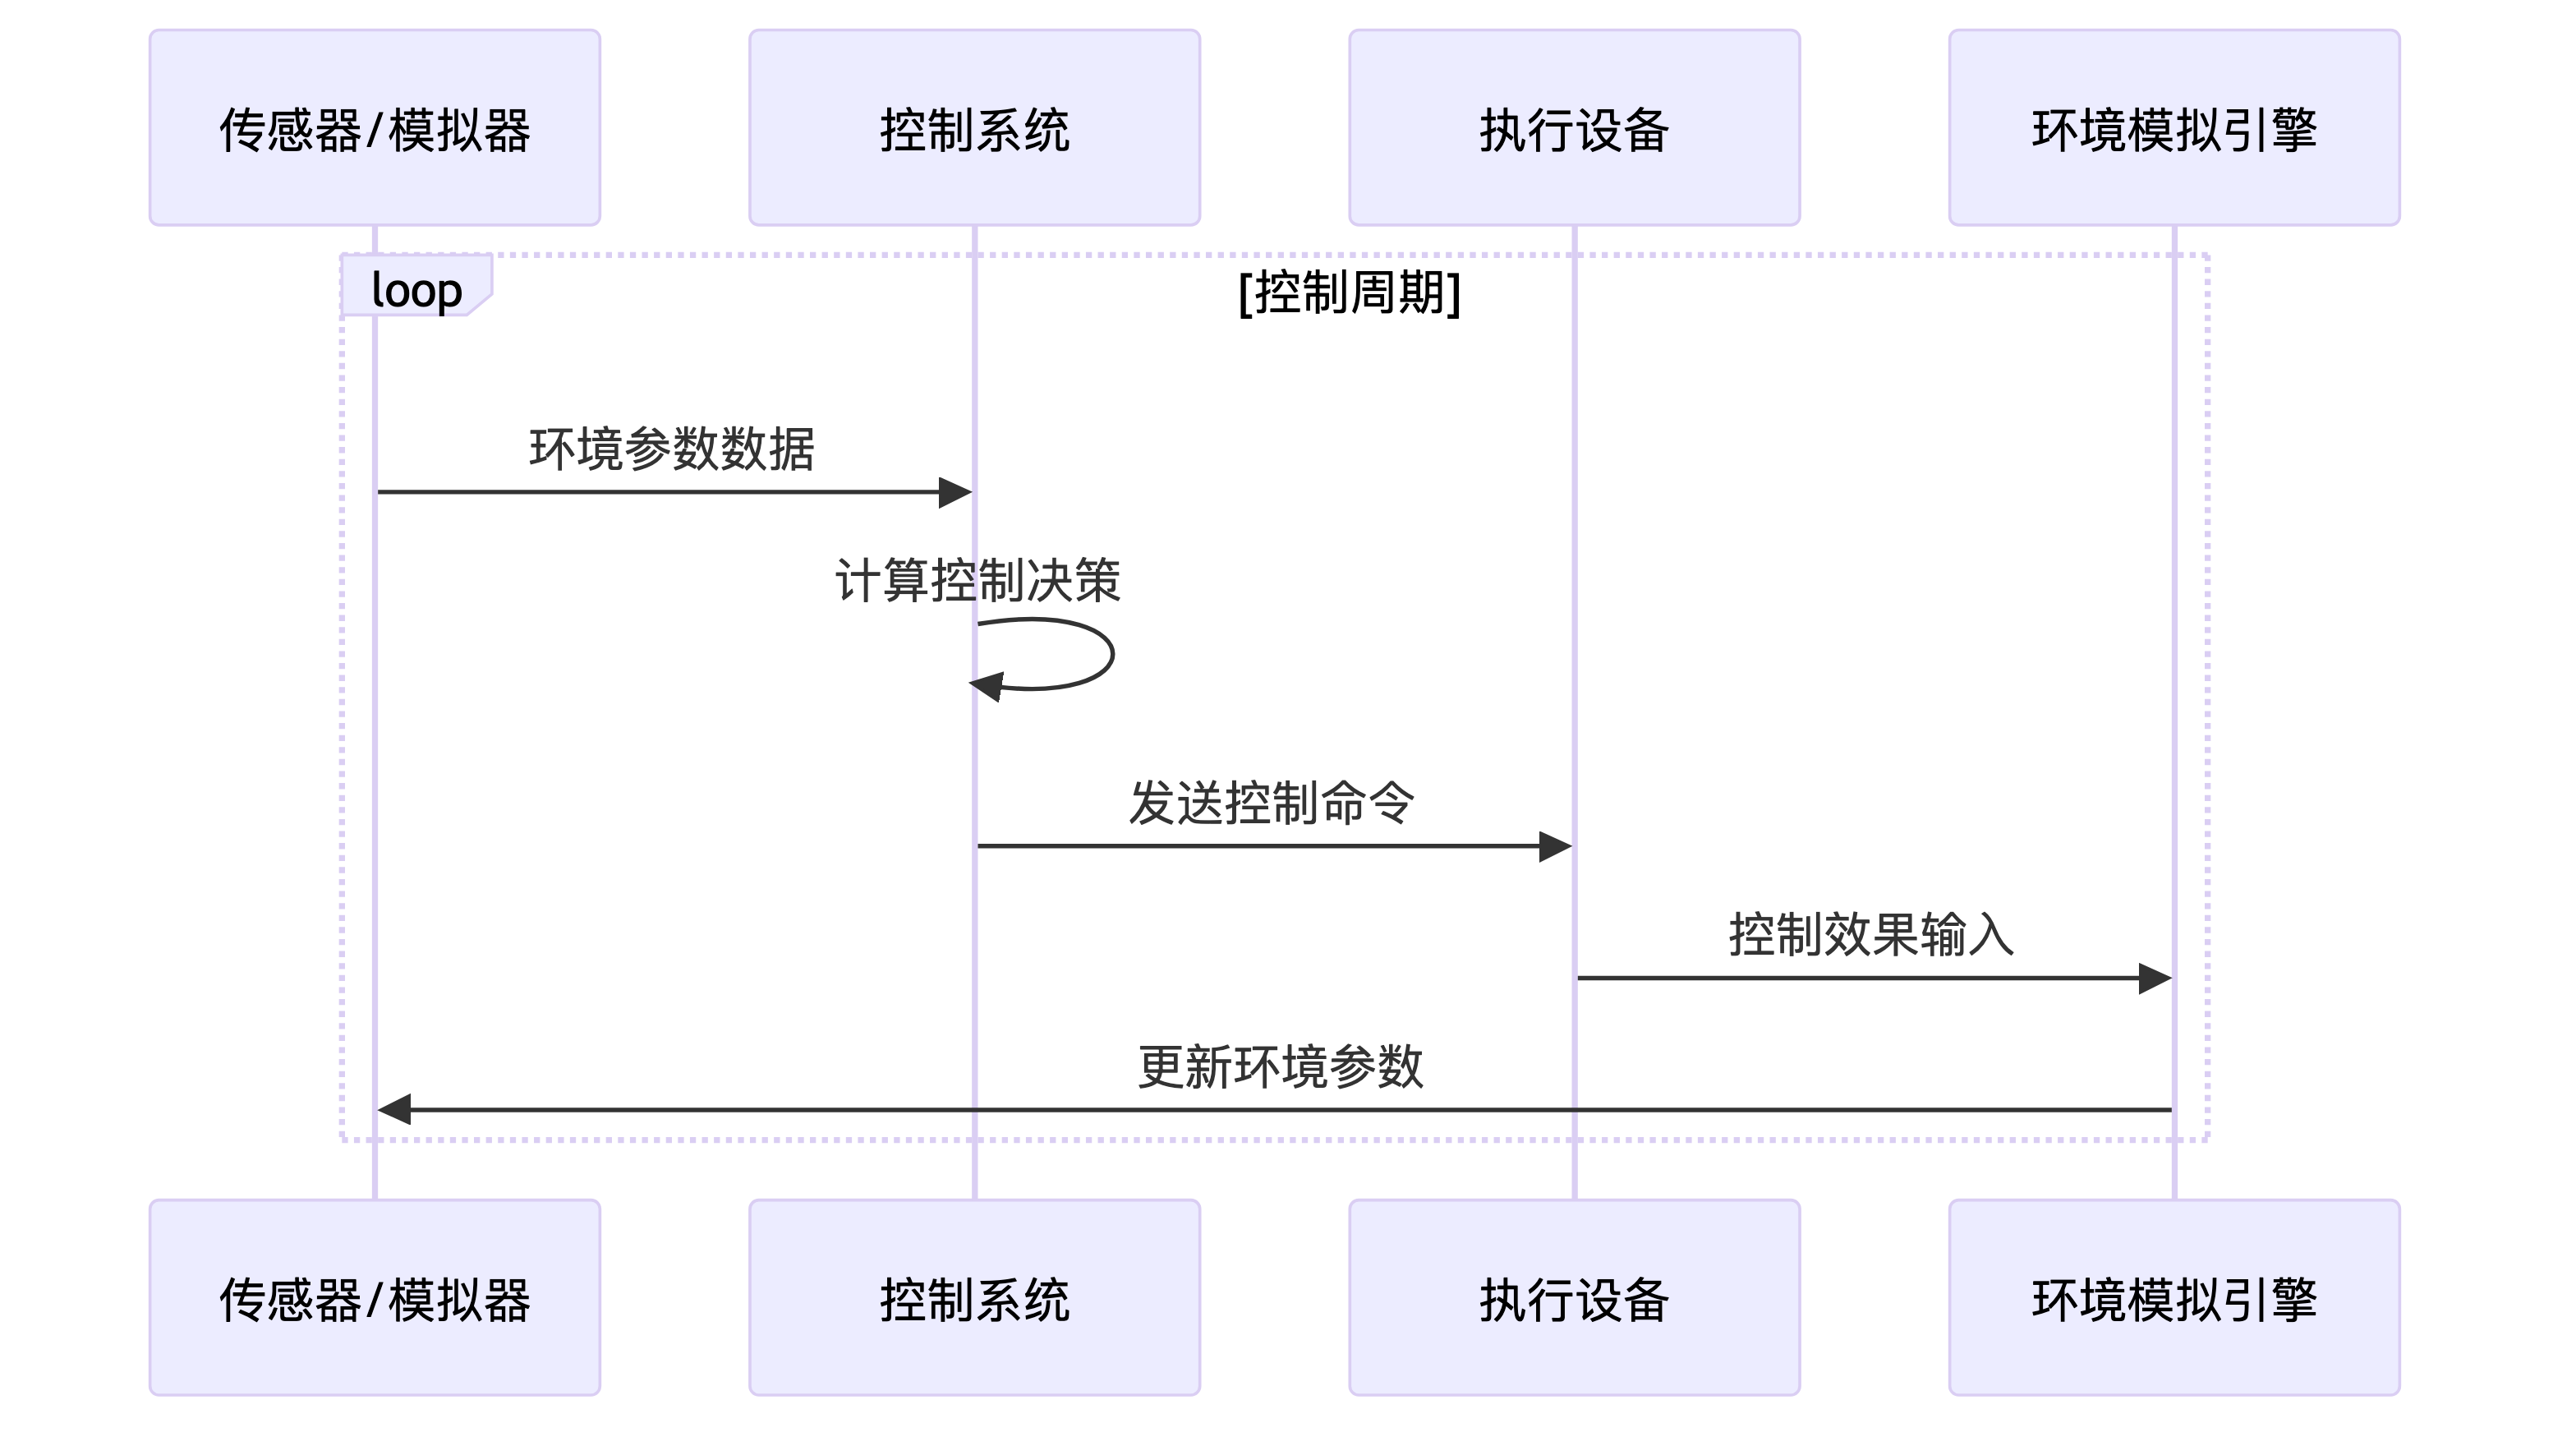 传感器/模拟器
控制系统
执行设备
环境模拟引擎
loop
[控制周期]
环境参数数据
计算控制决策
发送控制命令
控制效果输入
更新环境参数
传感器/模拟器
控制系统
执行设备
环境模拟引擎